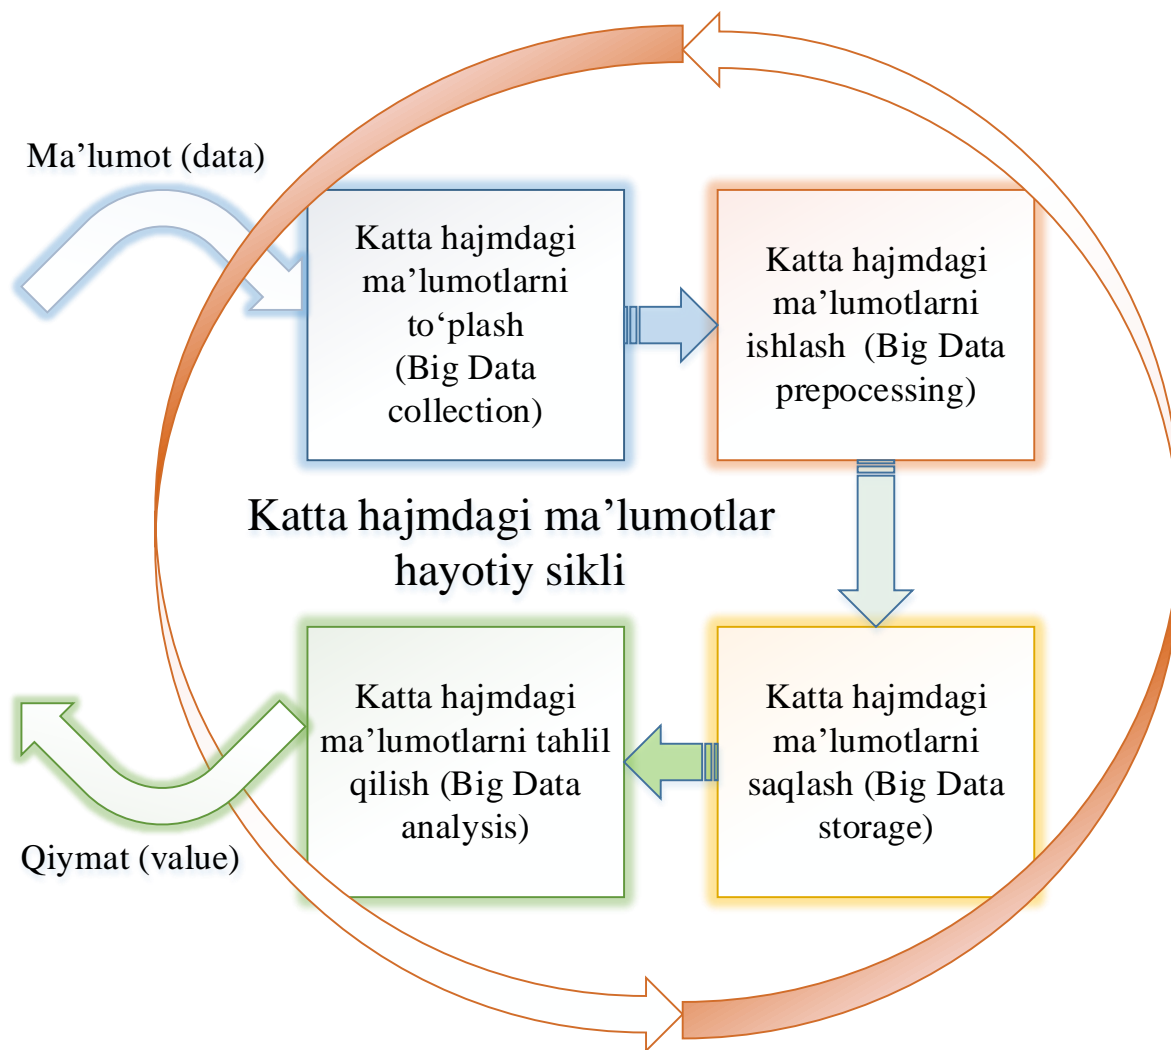 Ma’lumot (data)
Katta hajmdagi
ma’lumotlarni
to‘plash
(Big Data
collection)
Katta hajmdagi
ma’lumotlarni
ishlash (Big Data
prepocessing)
Katta hajmdagi ma’lumotlar
hayotiy sikli
Katta hajmdagi
ma’lumotlarni tahlil
qilish (Big Data
analysis)
Katta hajmdagi
ma’lumotlarni
saqlash (Big Data
storage)
Qiymat (value)